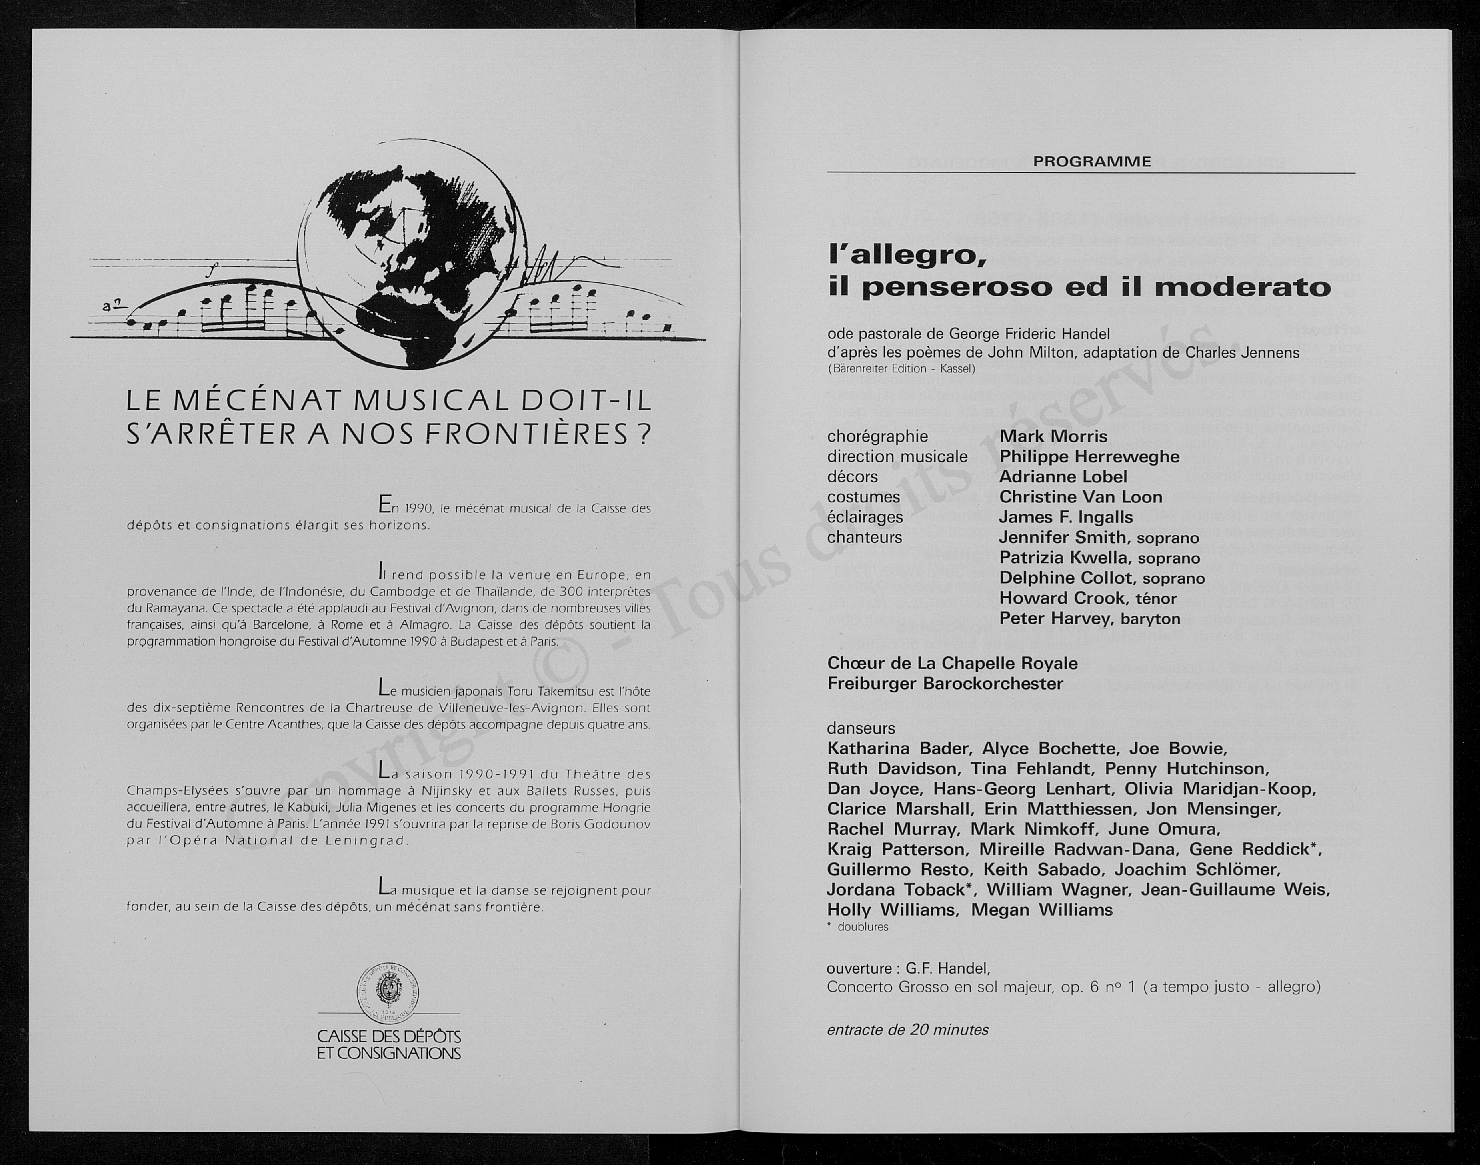 LE MÉCÉNAT MUSICAL DOIT-IL
S'ARRÊTER A NOS FRONTIÈRES ?
En 1990, le mécénat musical de la Caisse des
dépôts et consignations élargit ses horizons.
Il rend possible la venue en Europe, en
provenance de l'Inde, de l'Indonésie, du Cambodge et de Thaïlande, de 300 interprètes
du Ramayana. Ce spectacle a été applaudi au Festival d'Avignon, dans de nombreuses villes
françaises, ainsi qu'à Barcelone, à Rome et à Almagro. La Caisse des dépôts soutient la
programmation hongroise du Festival d'Automne 1990 à Budapest et à Paris.
Le musicien japonais Toru Takemitsu est l'hôte
des dix-septième Rencontres de la Chartreuse de Villeneuve-les-Avignon. Elles sont
organisées par le Centre Acanthes, que la Caisse des dépôts accompagne depuis quatre ans.
La saison 1990-1991 du Théâtre des
Champs-Elysées s'ouvre par un hommage à Nijinsky et aux Ballets Russes, puis
accueillera, entre autres, le Kabuki, Julia Migenes et les concerts du programme Hongrie
du Festival d'Automne à Paris. L'année 1991 s'ouvrira par la reprise de Boris Godounov
par l'Opéra National de Leningrad.
La musique et la danse se rejoignent pour
fonder, au sein de la Caisse des dépôts, un mécénat sans frontière.
CAISSE DES DÉPÔTS
ET CONSIGNATIONS
PROGRAMME
l'allegro,
il penseroso ed il moderato
ode pastorale de George Frideric Handel
d'après les poèmes de John Milton, adaptation de Charles Jennens
(Bärenreiter Edition - Kassel)
chorégraphie Mark Morris
direction musicale Philippe Herreweghe
décors Adrianne Lobel
costumes Christine Van Loon
éclairages James F. Ingalls
chanteurs Jennifer Smith, soprano
Patrizia Kwella, soprano
Delphine Collot, soprano
Howard Crook, ténor
Peter Harvey, baryton
Chœur de La Chapelle Royale
Freiburger Barockorchester
danseurs
Katharina Bader, Alyce Bochette, Joe Bowie,
Ruth Davidson, Tina Fehlandt, Penny Hutchinson,
Dan Joyce, Hans-Georg Lenhart, Olivia Maridjan-Koop,
Clarice Marshall, Erin Matthiessen, Jon Mensinger,
Rachel Murray, Mark Nimkoff, June Omura,
Kraig Patterson, Mireille Radwan-Dana, Gene Reddick*,
Guillermo Resto, Keith Sabado, Joachim Schlömer,
Jordana Toback*, William Wagner, Jean-Guillaume Weis,
Holly Williams, Megan Williams
* doublures
ouverture : G.F. Handel,
Concerto Grosso en sol majeur, op. 6 nº 1 (a tempo justo - allegro)
entracte de 20 minutes
Copyright © - Tous droits réservés.